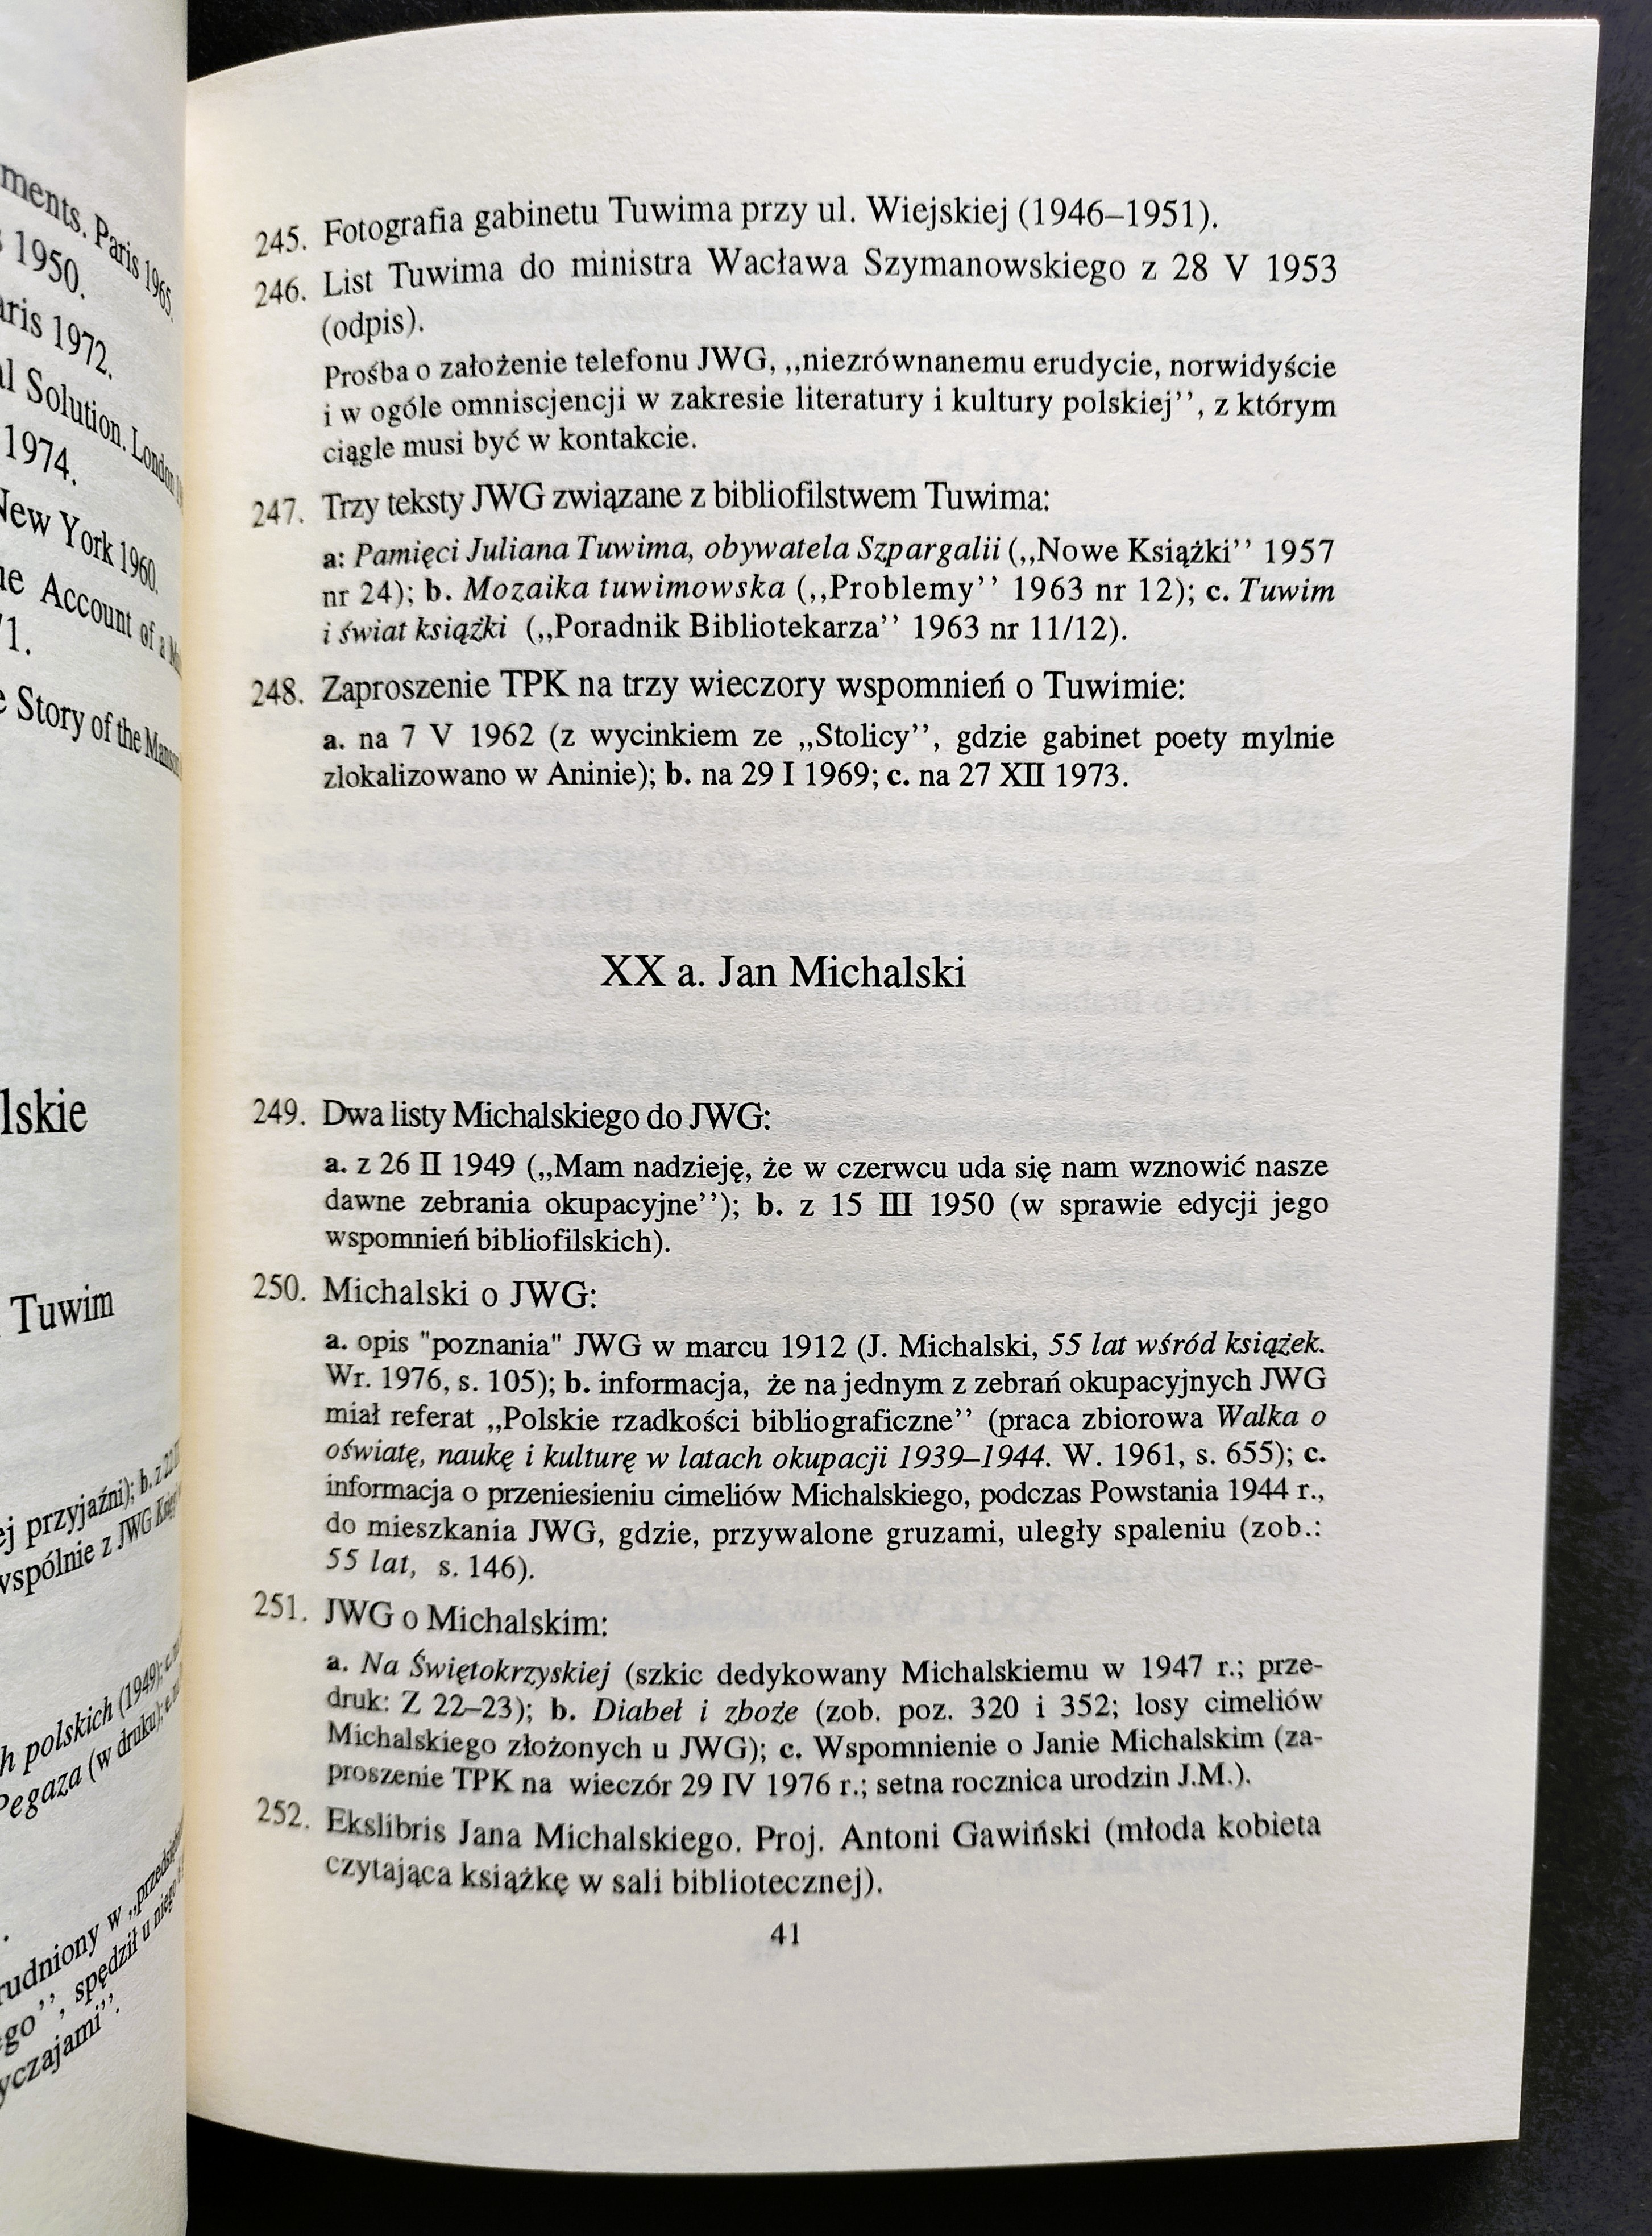 ments. Paris 1965.
1950.
1972.
Solution. London
1974.
New York 1960.
Account of a
Story of the
Tuwim
przyjaźni); b. z
wspólnie z JWG
polskich (1949); c.
Pegaza (w druku);
w „przedsię
spędził u niego
245. Fotografia gabinetu Tuwima przy ul. Wiejskiej (1946–1951).
246. List Tuwima do ministra Wacława Szymanowskiego z 28 V 1953
(odpis).
Prośba o założenie telefonu JWG, „niezrównanemu erudycie, norwidyście
i w ogóle omniscjencji w zakresie literatury i kultury polskiej’’, z którym
ciągle musi być w kontakcie.
247. Trzy teksty JWG związane z bibliofilstwem Tuwima:
a: Pamięci Juliana Tuwima, obywatela Szpargalii („Nowe Książki’’ 1957
nr 24); b. Mozaika tuwimowska („Problemy’’ 1963 nr 12); c. Tuwim
i świat książki („Poradnik Bibliotekarza’’ 1963 nr 11/12).
248. Zaproszenie TPK na trzy wieczory wspomnień o Tuwimie:
a. na 7 V 1962 (z wycinkiem ze „Stolicy’’, gdzie gabinet poety mylnie
zlokalizowano w Aninie); b. na 29 I 1969; c. na 27 XII 1973.
XX a. Jan Michalski
249. Dwa listy Michalskiego do JWG:
a. z 26 II 1949 („Mam nadzieję, że w czerwcu uda się nam wznowić nasze
dawne zebrania okupacyjne’’); b. z 15 III 1950 (w sprawie edycji jego
wspomnień bibliofilskich).
250. Michalski o JWG:
a. opis "poznania" JWG w marcu 1912 (J. Michalski, 55 lat wśród książek.
Wr. 1976, s. 105); b. informacja, że na jednym z zebrań okupacyjnych JWG
miał referat „Polskie rzadkości bibliograficzne’’ (praca zbiorowa Walka o
oświatę, naukę i kulturę w latach okupacji 1939–1944. W. 1961, s. 655); c.
informacja o przeniesieniu cimeliów Michalskiego, podczas Powstania 1944 r.,
do mieszkania JWG, gdzie, przywalone gruzami, uległy spaleniu (zob.:
55 lat, s. 146).
251. JWG o Michalskim:
a. Na Świętokrzyskiej (szkic dedykowany Michalskiemu w 1947 r.; prze-
druk: Z 22–23); b. Diabeł i zboże (zob. poz. 320 i 352; losy cimeliów
Michalskiego złożonych u JWG); c. Wspomnienie o Janie Michalskim (za-
proszenie TPK na wieczór 29 IV 1976 r.; setna rocznica urodzin J.M.).
252. Ekslibris Jana Michalskiego. Proj. Antoni Gawiński (młoda kobieta
czytająca książkę w sali bibliotecznej).
41